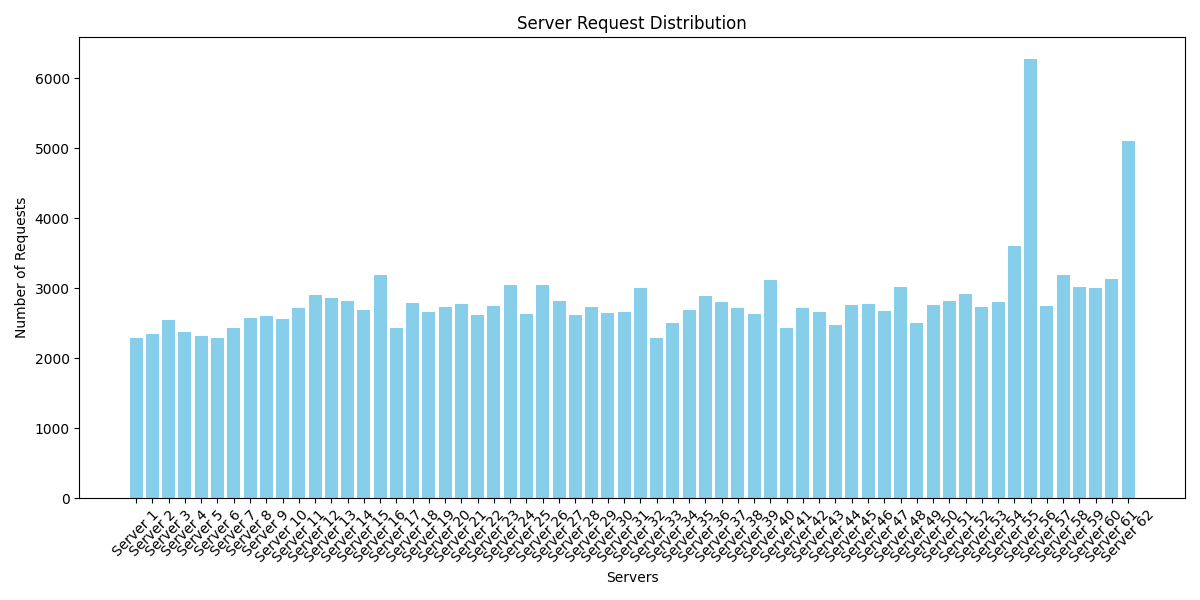 Server Request Distribution
Number of Requests
6000
5000
4000
3000
2000
1000
0
Server 1
Server 2
Server 3
Server 4
Server 5
Server 6
Server 7
Server 8
Server 9
Server 10
Server 11
Server 12
Server 13
Server 14
Server 15
Server 16
Server 17
Server 18
Server 19
Server 20
Server 21
Server 22
Server 23
Server 24
Server 25
Server 26
Server 27
Server 28
Server 29
Server 30
Server 31
Server 32
Server 33
Server 34
Server 35
Server 36
Server 37
Server 38
Server 39
Server 40
Server 41
Server 42
Server 43
Server 44
Server 45
Server 46
Server 47
Server 48
Server 49
Server 50
Server 51
Server 52
Server 53
Server 54
Server 55
Server 56
Server 57
Server 58
Server 59
Server 60
Server 61
Server 62
Servers